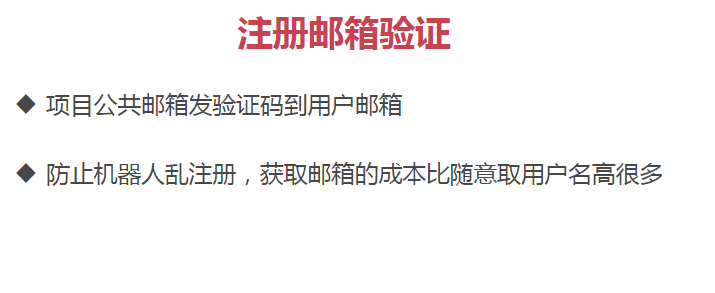 注册邮箱验证
◆ 项目公共邮箱发验证码到用户邮箱
◆ 防止机器人乱注册，获取邮箱的成本比随意取用户名高很多